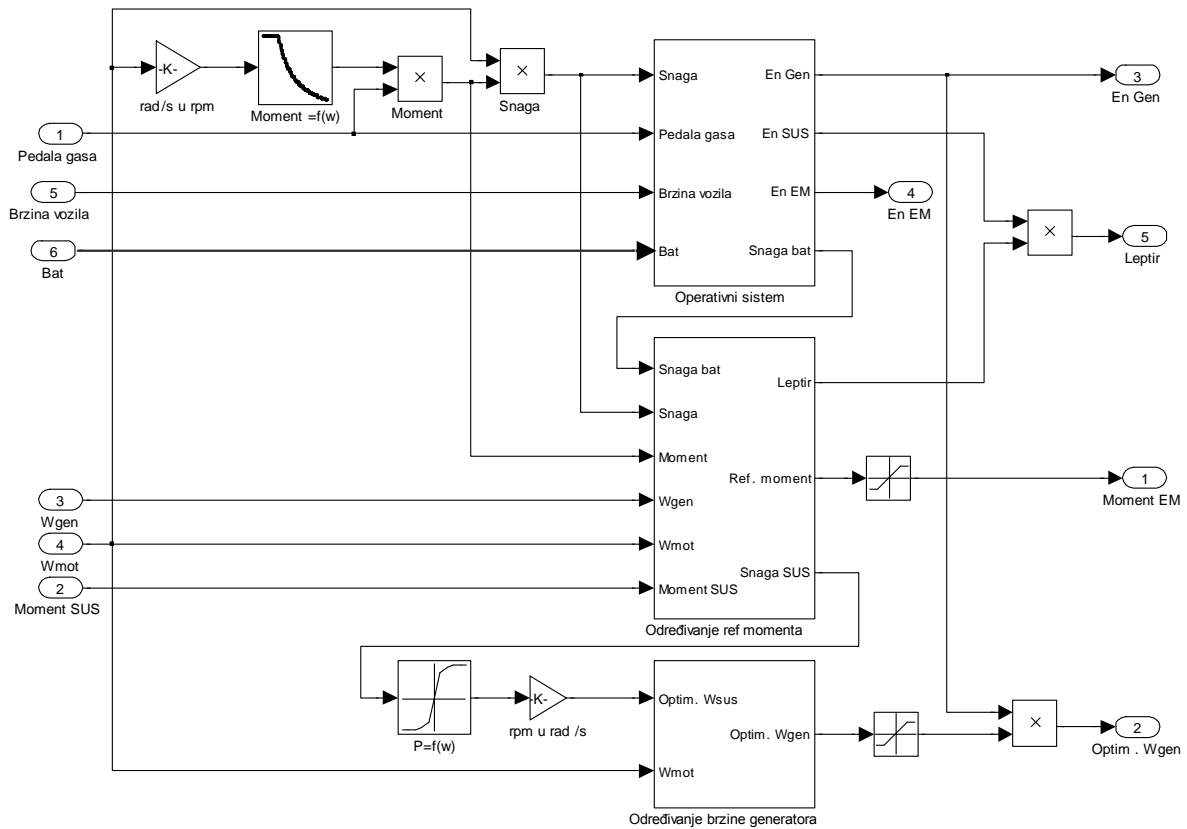 -K-
rad/s u rpm
Moment =f(w)
×
Moment
×
Snaga
1
Pedala gasa
5
Brzina vozila
6
Bat
Snaga
Pedala gasa
Brzina vozila
Bat
En Gen
En SUS
En EM
Snaga bat
Operativni sistem
3
En Gen
4
En EM
×
5
Leptir
Snaga bat
Snaga
Moment
Wgen
Wmot
Moment SUS
Leptir
Ref. moment
Snaga SUS
Određivanje ref momenta
3
Wgen
4
Wmot
2
Moment SUS
1
Moment EM
P=f(w)
-K-
rpm u rad /s
Optim. Wsus
Wmot
Optim. Wgen
Određivanje brzine generatora
×
2
Optim . Wgen